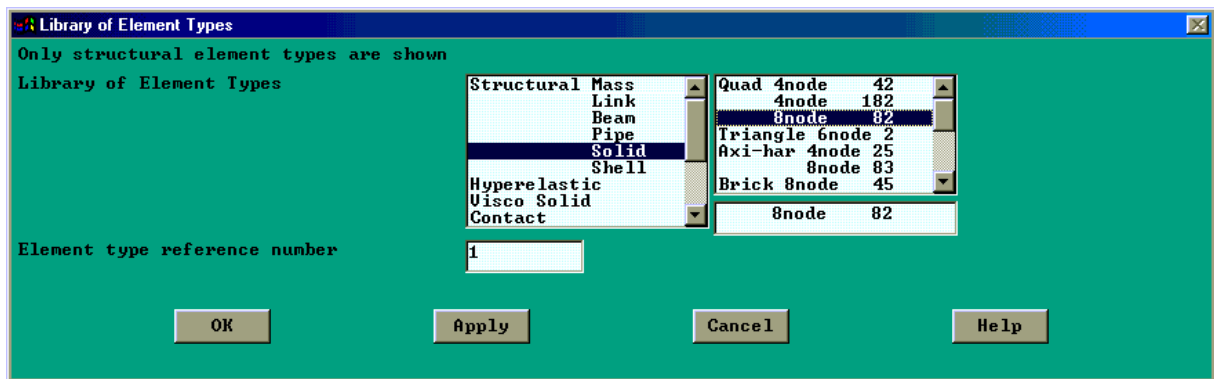 Library of Element Types
Only structural element types are shown
Library of Element Types
Structural Mass
Link
Beam
Pipe
Solid
Shell
Hyperelastic
Visco Solid
Contact
Quad 4node 42
4node 182
8node 82
Triangle 6node 2
Axi-har 4node 25
8node 83
Brick 8node 45
8node 82
Element type reference number
1
OK
Apply
Cancel
Help